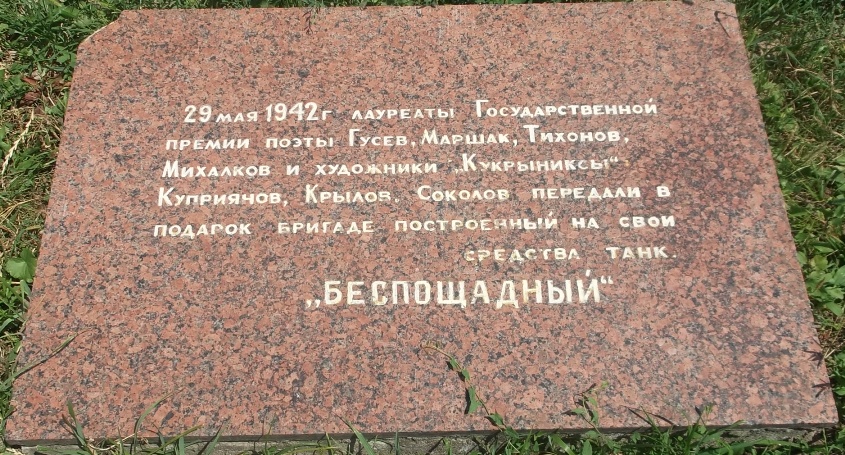 29 мая 1942г лауреаты Государственной
премии поэты Гусев, Маршак, Тихонов,
Михалков и художники „Кукрыниксы“
Куприянов, Крылов, Соколов передали в
подарок бригаде построенный на свои
средства танк.
„БЕСПОЩАДНЫЙ“